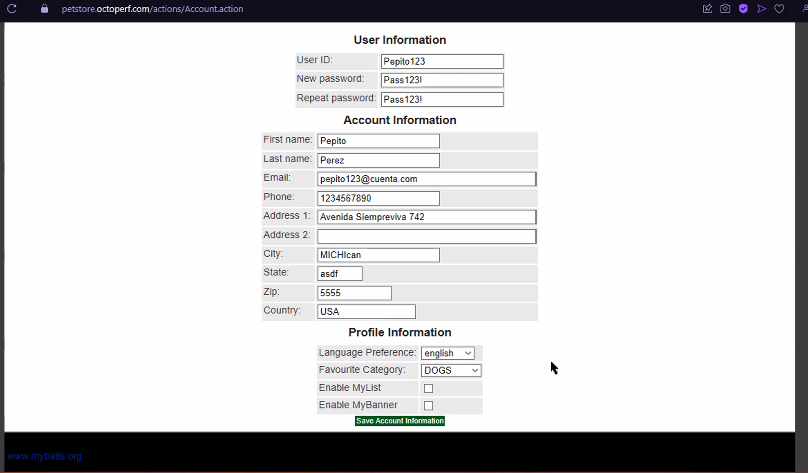 petstore.octoperf.com/actions/Account.action
User Information
User ID: Pepito123
New password: Pass123!
Repeat password: Pass123!
Account Information
First name: Pepito
Last name: Perez
Email: pepito123@cuenta.com
Phone: 1234567890
Address 1: Avenida Siempreviva 742
Address 2:
City: MICHIcan
State: asdf
Zip: 5555
Country: USA
Profile Information
Language Preference: english
Favourite Category: DOGS
Enable MyList
Enable MyBanner
Save Account Information
www.mybatis.org